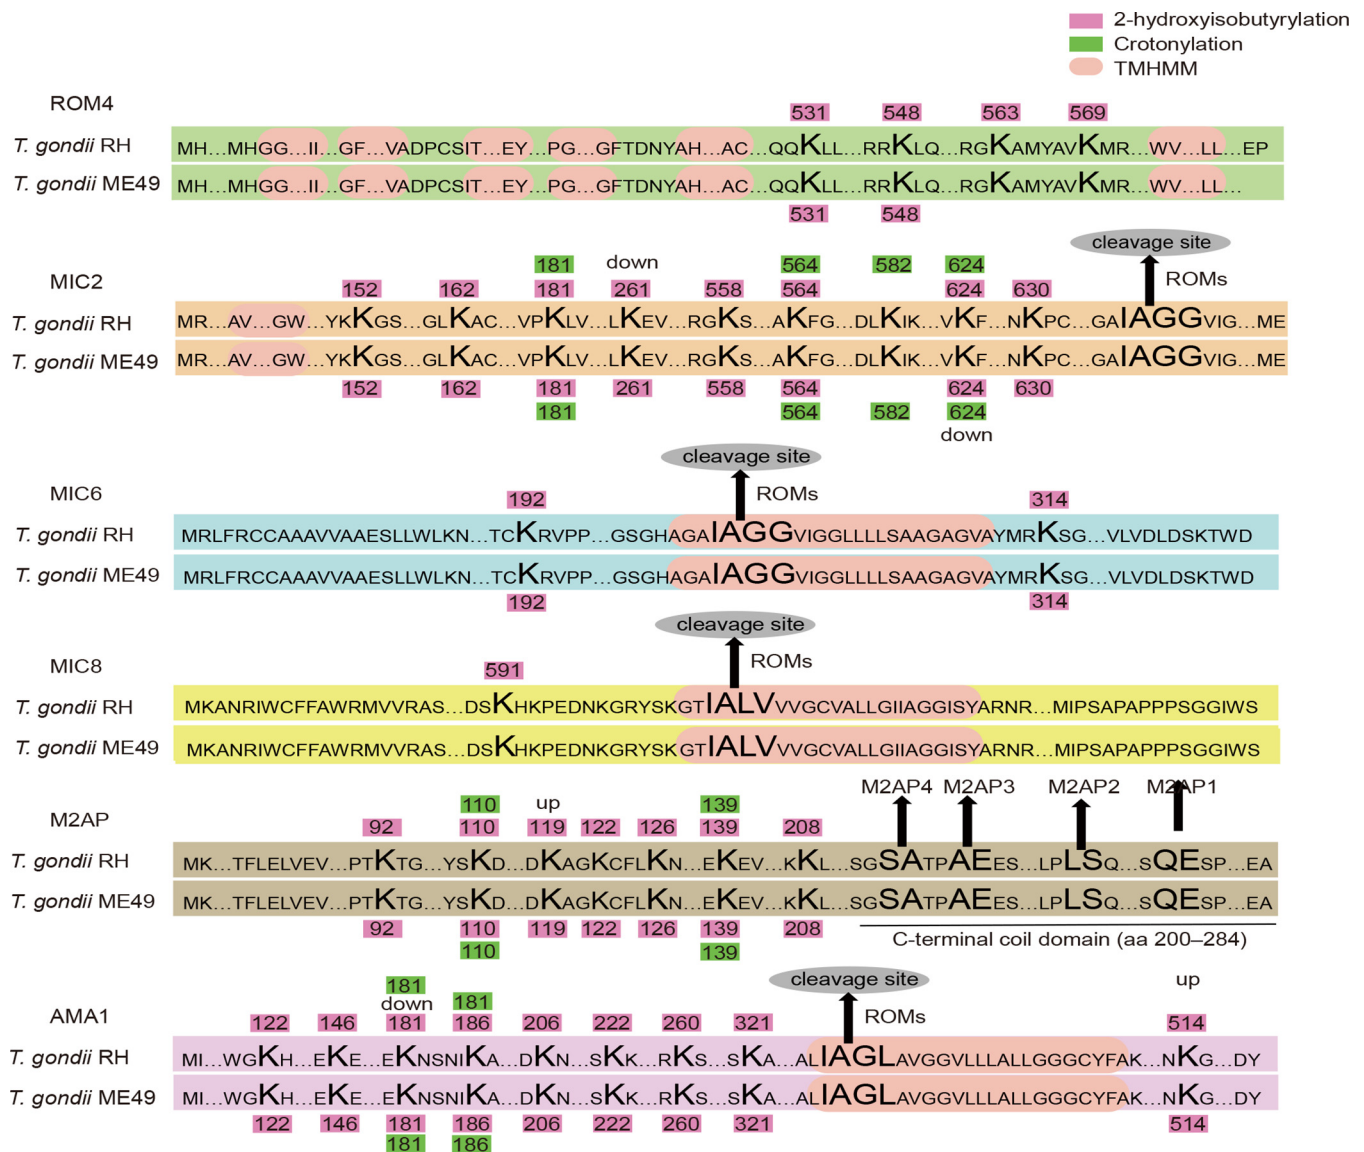 2-hydroxyisobutyrylation
Crotonylation
TMHMM
ROM4
531 548 563 569
T. gondii RH MH...MHGG...II...GF...VADPCSIT...EY...PG...GFTDNYAH...AC...QQKLL...RRKLQ...RGKAMYAVKMR...WV...LL...EP
T. gondii ME49 MH...MHGG...II...GF...VADPCSIT...EY...PG...GFTDNYAH...AC...QQKLL...RRKLQ...RGKAMYAVKMR...WV...LL...
531 548
cleavage site
181 down 564 582 624
MIC2 ROMs
152 162 181 261 558 564 624 630
T. gondii RH MR...AV...GW...YKKGS...GLKAC...VPKLV...LKEV...RGKS...AKFG...DLKIK...VKF...NKPC...GAIAGGVIG...ME
T. gondii ME49 MR...AV...GW...YKKGS...GLKAC...VPKLV...LKEV...RGKS...AKFG...DLKIK...VKF...NKPC...GAIAGGVIG...ME
152 162 181 261 558 564 624 630
181 564 582 624
down
cleavage site
MIC6 ROMs
192 314
T. gondii RH MRLFRCCAAAVVAAESLLWLKN...TCKRVPP...GSGHAGAIAGGVIGGLLLLSAAGAGVAYMRKSG...VLVDLDSKTWD
T. gondii ME49 MRLFRCCAAAVVAAESLLWLKN...TCKRVPP...GSGHAGAIAGGVIGGLLLLSAAGAGVAYMRKSG...VLVDLDSKTWD
192 314
cleavage site
MIC8 ROMs
591
T. gondii RH MKANRIWCFFAWRMVVRAS...DSKHKPEDNKGRYSKGTIALVVVGCVALLGIIAGGISYARNR...MIPSAPAPPPSGGIWS
T. gondii ME49 MKANRIWCFFAWRMVVRAS...DSKHKPEDNKGRYSKGTIALVVVGCVALLGIIAGGISYARNR...MIPSAPAPPPSGGIWS
M2AP4 M2AP3 M2AP2 M2AP1
110 up 139
M2AP
92 110 119 122 126 139 208
T. gondii RH MK...TFLELVEV...PTKTG...YSKD...DKAGKCFLKN...EKEV...KKL...SGSATPAEES...LPLSQ...SQESP...EA
T. gondii ME49 MK...TFLELVEV...PTKTG...YSKD...DKAGKCFLKN...EKEV...KKL...SGSATPAEES...LPLSQ...SQESP...EA
92 110 119 122 126 139 208
110 139
C-terminal coil domain (aa 200–284)
cleavage site
181 up
down 181
AMA1 ROMs
122 146 181 186 206 222 260 321 514
T. gondii RH MI...WGKH...EKE...EKNSNIKA...DKN...SKK...RKS...SKA...ALIAGLAVGGVLLLALLGGGCYFAK...NKG...DY
T. gondii ME49 MI...WGKH...EKE...EKNSNIKA...DKN...SKK...RKS...SKA...ALIAGLAVGGVLLLALLGGGCYFAK...NKG...DY
122 146 181 186 206 222 260 321 514
181 186